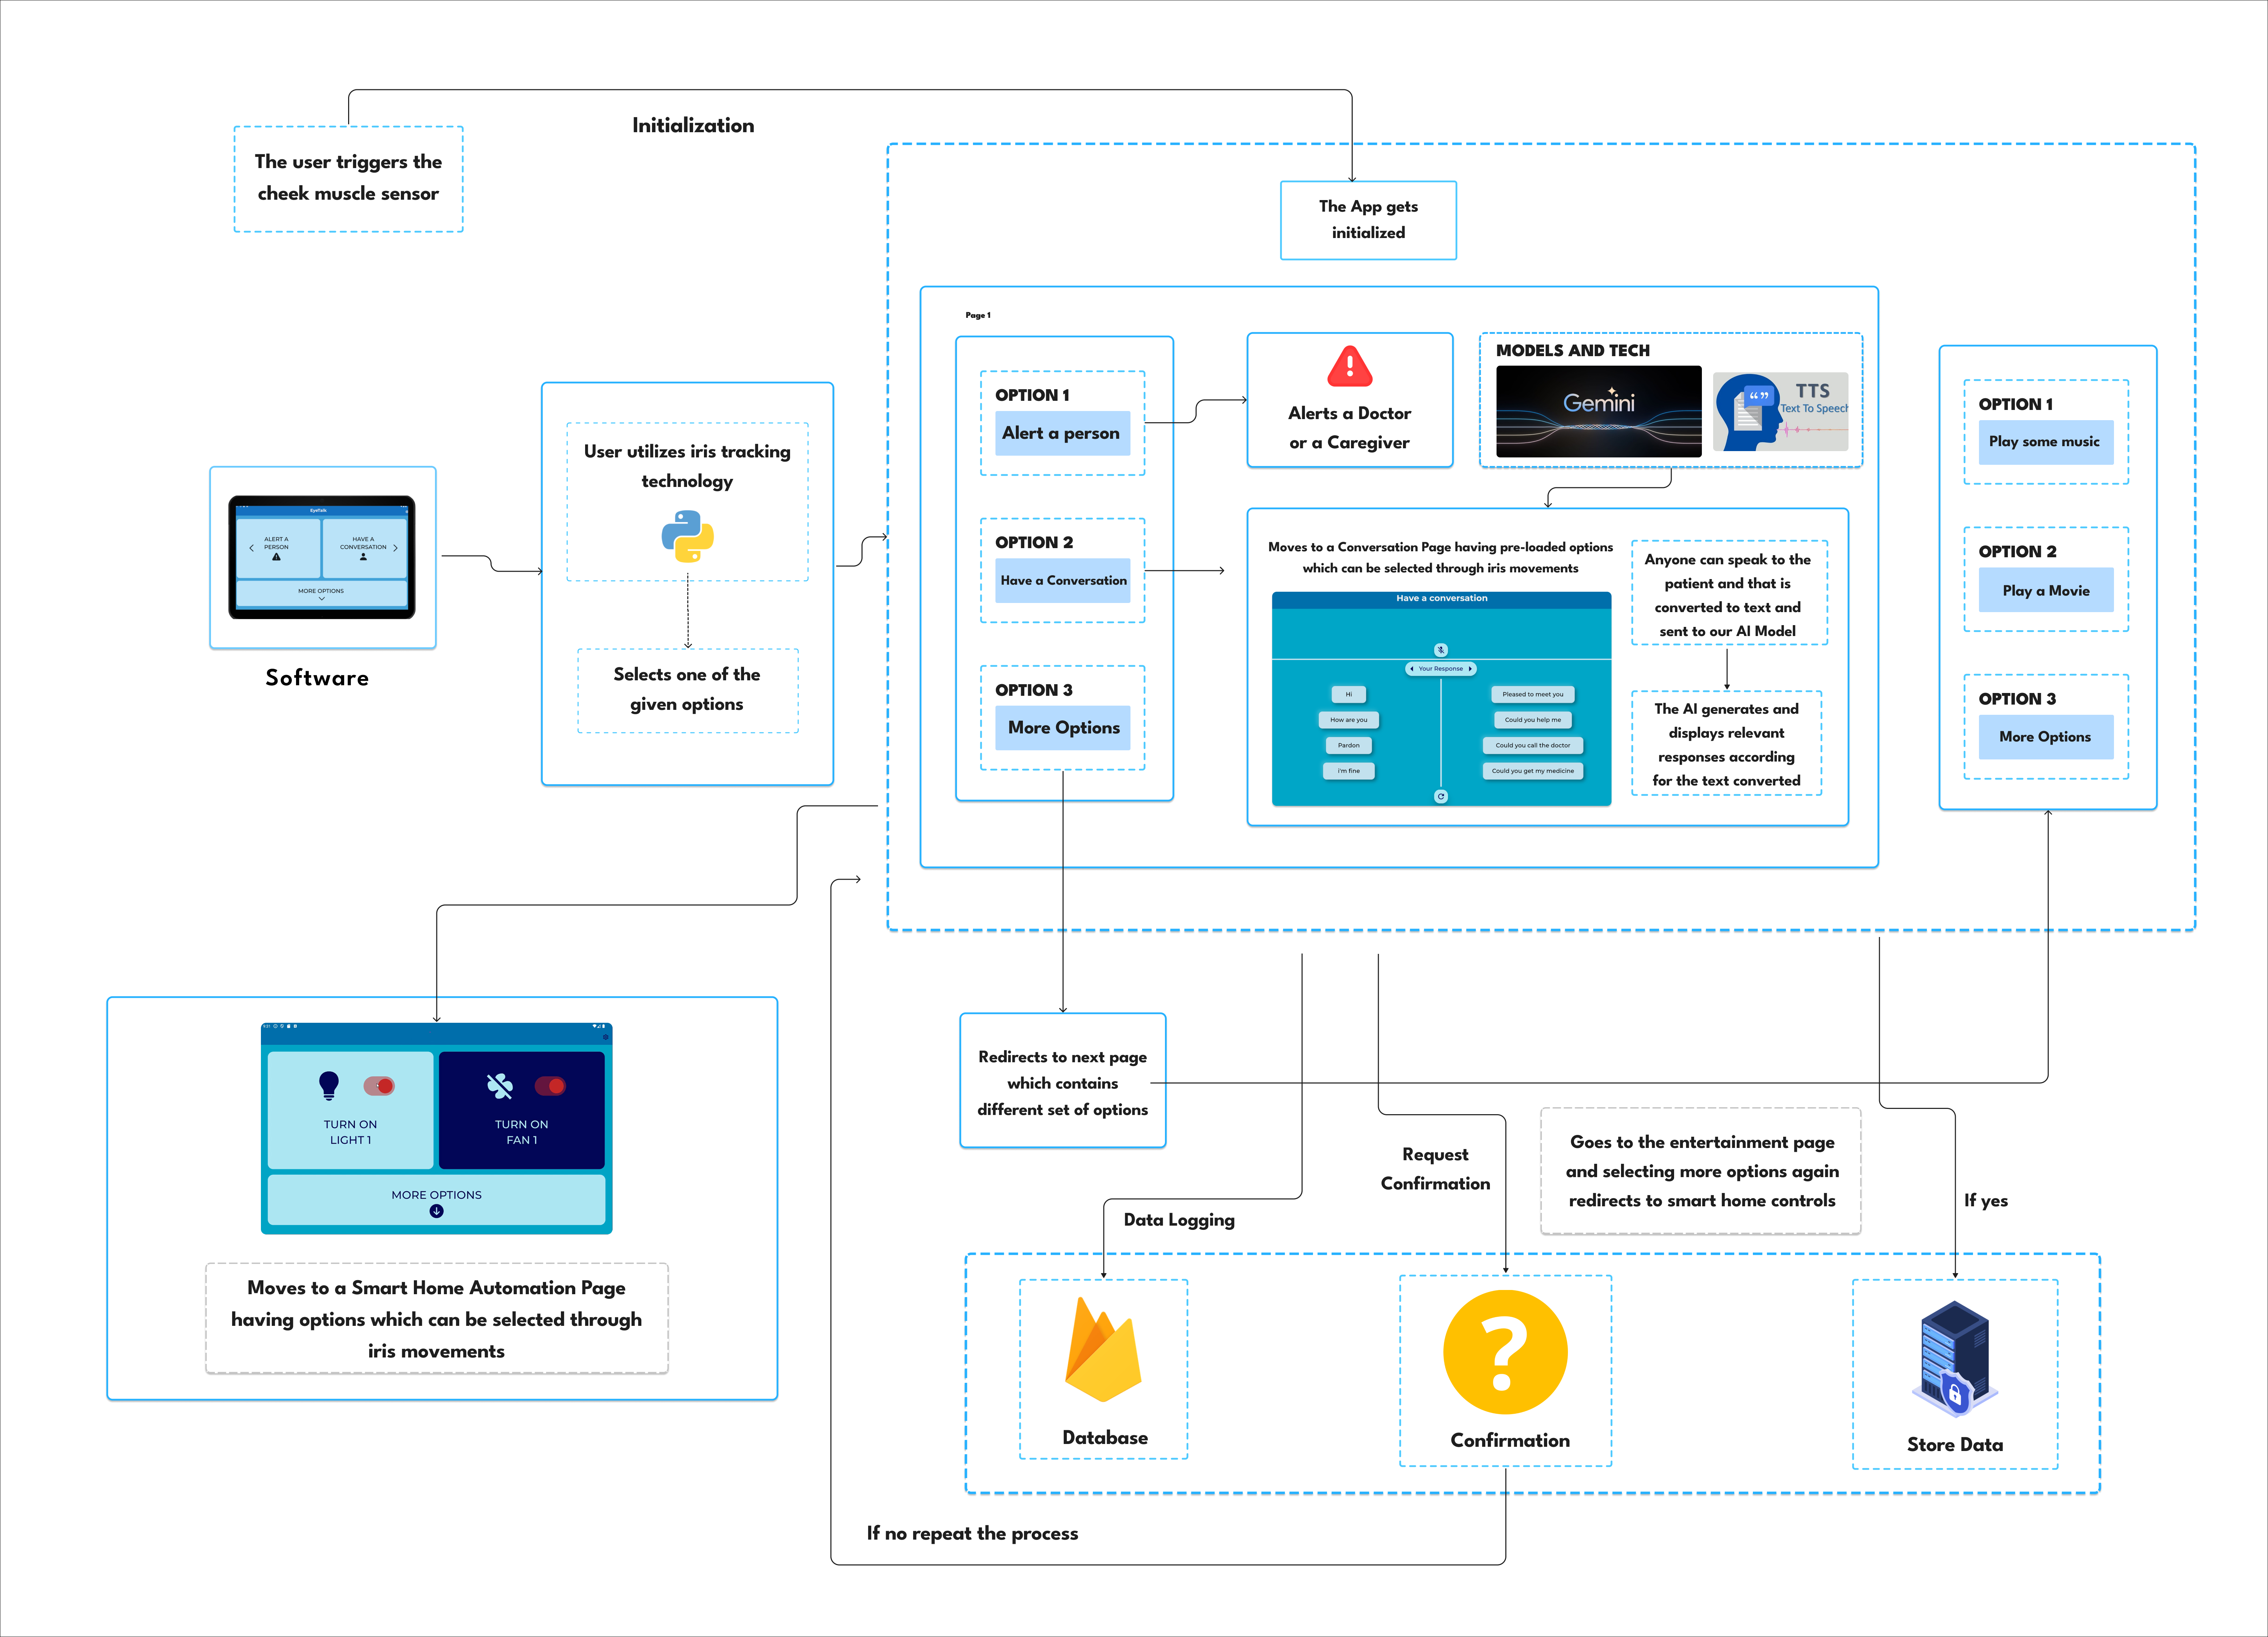 Initialization
The user triggers the
cheek muscle sensor
The App gets
initialized
Page 1
OPTION 1
Alert a person
OPTION 2
Have a Conversation
OPTION 3
More Options
Alerts a Doctor
or a Caregiver
MODELS AND TECH
Gemini
TTS
Text To Speech
OPTION 1
Play some music
OPTION 2
Play a Movie
OPTION 3
More Options
User utilizes iris tracking
technology
Selects one of the
given options
EyeTalk
ALERT A
PERSON
HAVE A
CONVERSATION
MORE OPTIONS
Software
Moves to a Conversation Page having pre-loaded options
which can be selected through iris movements
Have a conversation
Your Response
Hi
How are you
Pardon
I'm fine
Pleased to meet you
Could you help me
Could you call the doctor
Could you get my medicine
Anyone can speak to the
patient and that is
converted to text and
sent to our AI Model
The AI generates and
displays relevant
responses according
for the text converted
TURN ON
LIGHT 1
TURN ON
FAN 1
MORE OPTIONS
Moves to a Smart Home Automation Page
having options which can be selected through
iris movements
Redirects to next page
which contains
different set of options
Request
Confirmation
Data Logging
Goes to the entertainment page
and selecting more options again
redirects to smart home controls
If yes
Database
Confirmation
Store Data
If no repeat the process